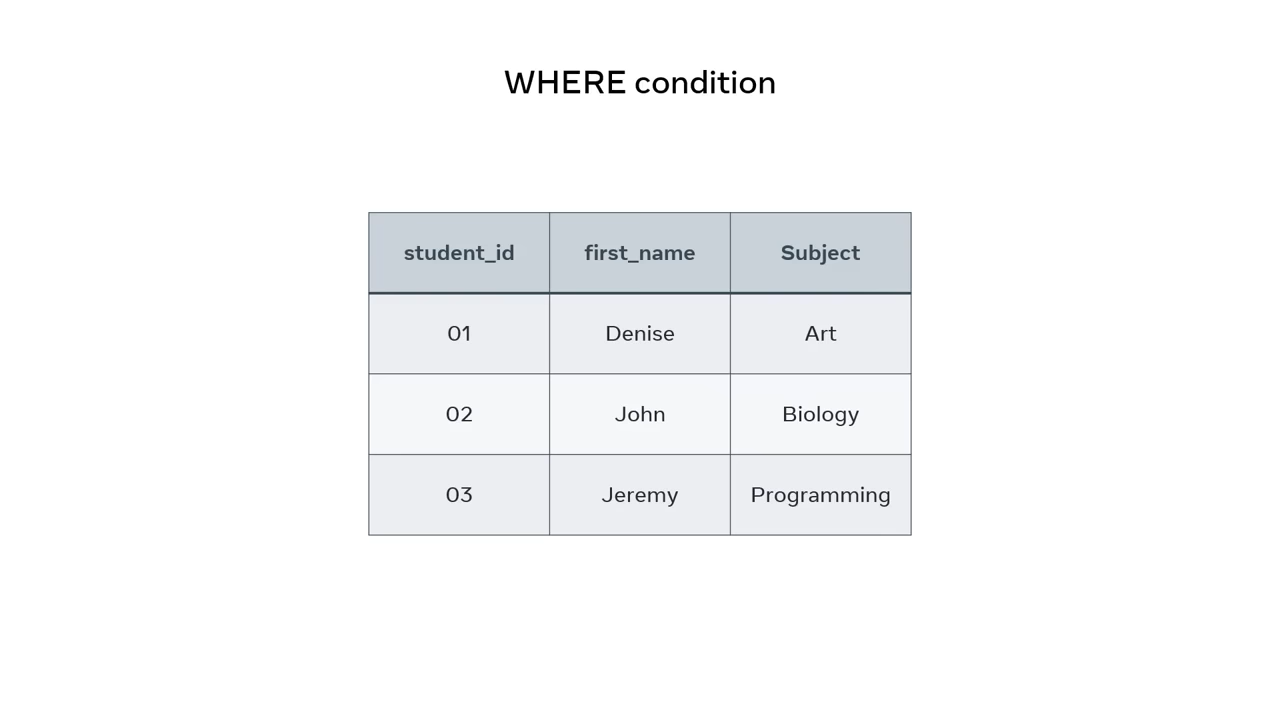 WHERE condition
student_id first_name Subject
01 Denise Art
02 John Biology
03 Jeremy Programming